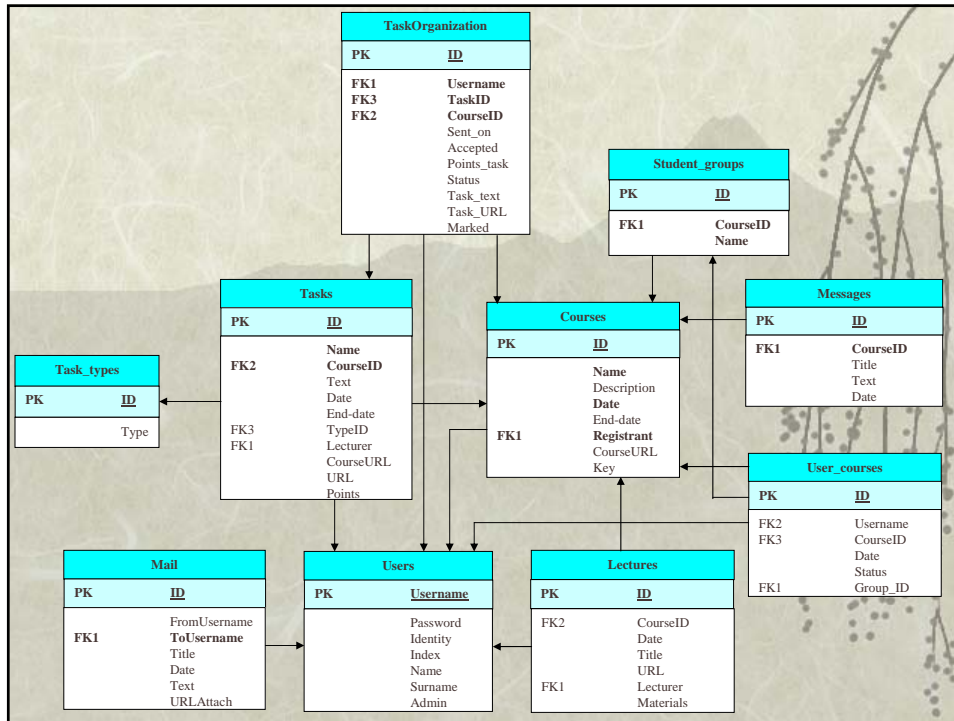 TaskOrganization
PK ID
FK1 Username
FK3 TaskID
FK2 CourseID
Sent_on
Accepted
Points_task
Status
Task_text
Task_URL
Marked
Student_groups
PK ID
FK1 CourseID
Name
Tasks
PK ID
Name
FK2 CourseID
Text
Date
End-date
FK3 TypeID
FK1 Lecturer
CourseURL
URL
Points
Courses
PK ID
Name
Description
Date
End-date
FK1 Registrant
CourseURL
Key
Messages
PK ID
FK1 CourseID
Title
Text
Date
Task_types
PK ID
Type
User_courses
PK ID
FK2 Username
FK3 CourseID
Date
Status
FK1 Group_ID
Mail
PK ID
FromUsername
FK1 ToUsername
Title
Date
Text
URLAttach
Users
PK Username
Password
Identity
Index
Name
Surname
Admin
Lectures
PK ID
FK2 CourseID
Date
Title
URL
FK1 Lecturer
Materials